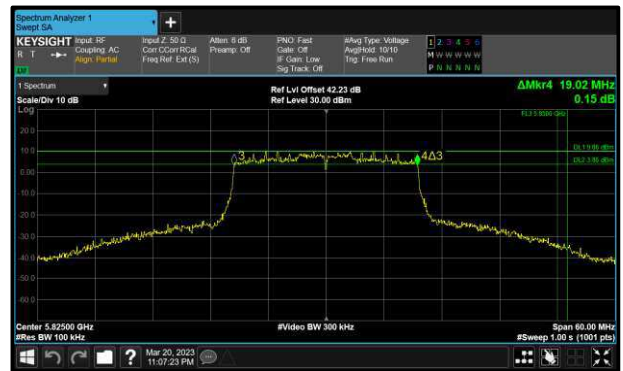 Spectrum Analyzer 1
Swept SA
KEYSIGHT
R T
Input: RF
Coupling: AC
Align: Partial
Input Z: 50 Ω
Corr CCorr RCal
Freq Ref: Ext (S)
Atten: 8 dB
Preamp: Off
PNO: Fast
Gate: Off
IF Gain: Low
Sig Track: Off
#Avg Type: Voltage
Avg|Hold: 10/10
Trig: Free Run
1 2 3 4 5 6
M W W W W W
P N N N N N
1 Spectrum
Scale/Div 10 dB
Ref Lvl Offset 42.23 dB
Ref Level 30.00 dBm
ΔMkr4 19.02 MHz
0.15 dB
Log
20.0
10.0
0.00
-10.0
-20.0
-30.0
-40.0
-50.0
-60.0
3
4Δ3
Center 5.82500 GHz
#Res BW 100 kHz
#Video BW 300 kHz
Span 60.00 MHz
#Sweep 1.00 s (1001 pts)
?
Mar 20, 2023
11:07:23 PM